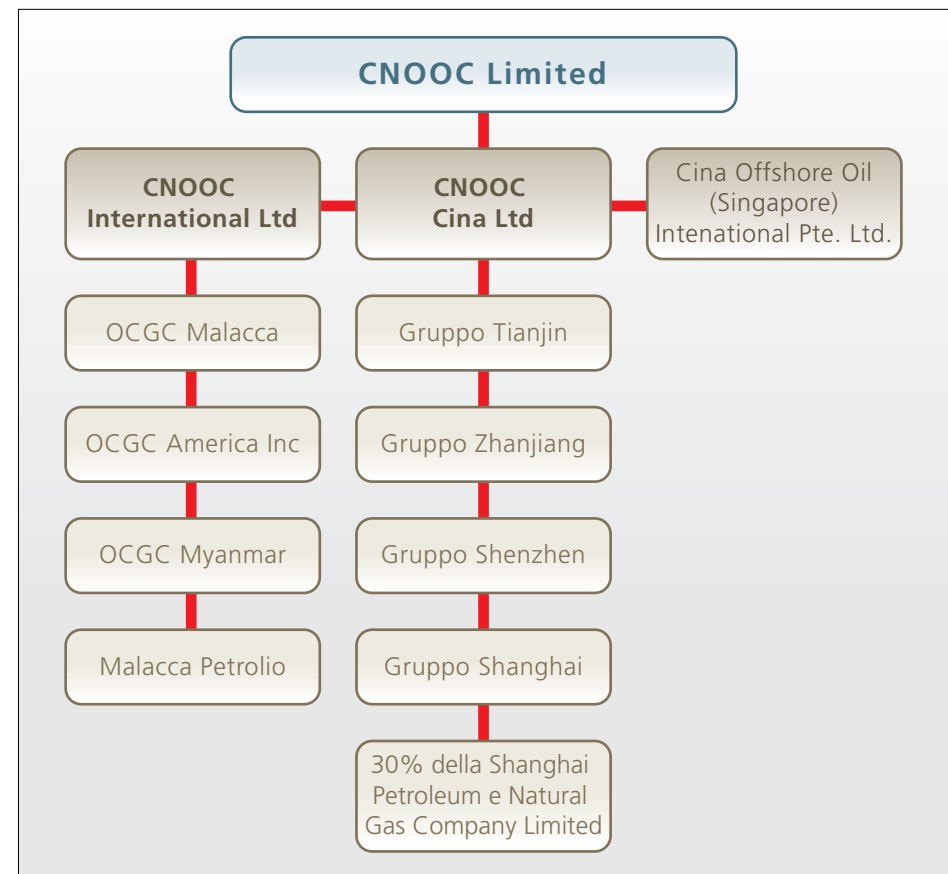 CNOOC Limited
CNOOC
International Ltd
CNOOC
Cina Ltd
Cina Offshore Oil
(Singapore)
Intenational Pte. Ltd.
OCGC Malacca
Gruppo Tianjin
OCGC America Inc
Gruppo Zhanjiang
OCGC Myanmar
Gruppo Shenzhen
Malacca Petrolio
Gruppo Shanghai
30% della Shanghai
Petroleum e Natural
Gas Company Limited